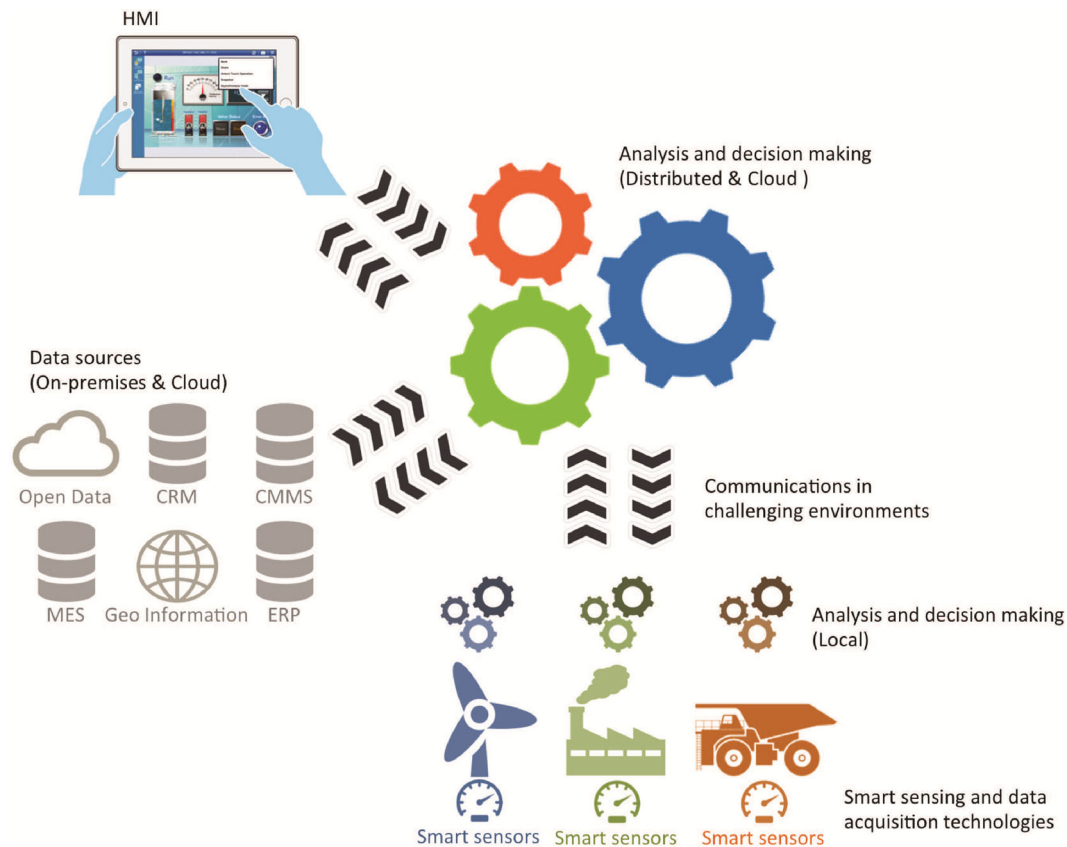 HMI
Analysis and decision making
(Distributed & Cloud )
Data sources
(On-premises & Cloud)
Open Data
CRM
CMMS
MES
Geo Information
ERP
Communications in
challenging environments
Analysis and decision making
(Local)
Smart sensing and data
acquisition technologies
Smart sensors
Smart sensors
Smart sensors